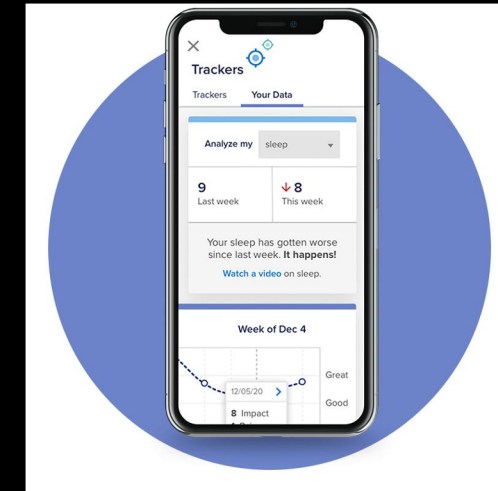 Trackers
Trackers Your Data
Analyze my sleep
9
Last week
8
This week
Your sleep has gotten worse
since last week. It happens!
Watch a video on sleep.
Week of Dec 4
Great
12/05/20
Good
8 Impact